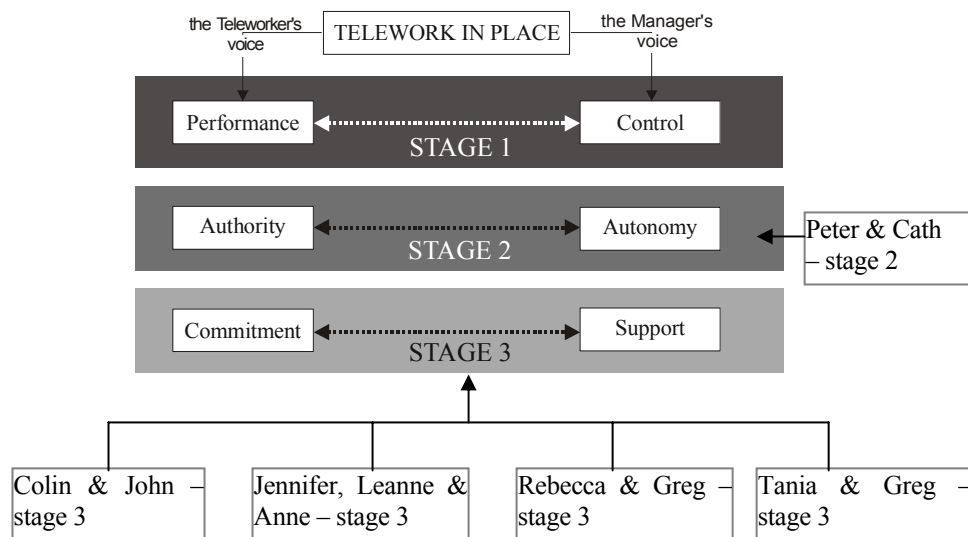 the Teleworker's
voice
TELEWORK IN PLACE
the Manager's
voice
Performance
Control
STAGE 1
Authority
Autonomy
STAGE 2
Peter & Cath
– stage 2
Commitment
Support
STAGE 3
Colin & John –
stage 3
Jennifer, Leanne &
Anne – stage 3
Rebecca & Greg –
stage 3
Tania & Greg –
stage 3